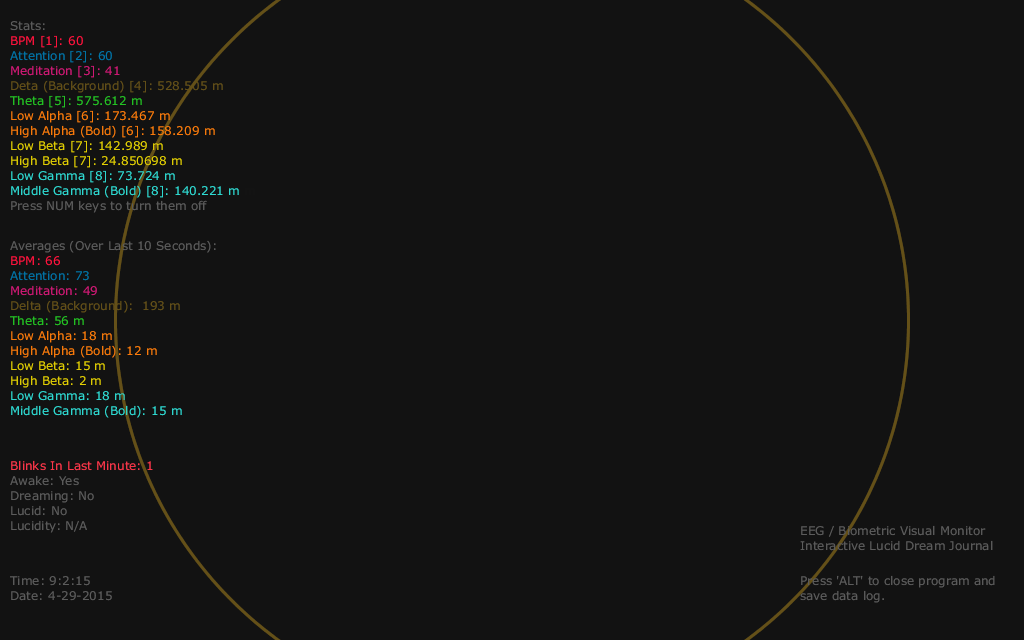 Stats:
BPM [1]: 60
Attention [2]: 60
Meditation [3]: 41
Deta (Background) [4]: 528.505 m
Theta [5]: 575.612 m
Low Alpha [6]: 173.467 m
High Alpha (Bold) [6]: 158.209 m
Low Beta [7]: 142.989 m
High Beta [7]: 24.850698 m
Low Gamma [8]: 73.724 m
Middle Gamma (Bold) [8]: 140.221 m
Press NUM keys to turn them off
Averages (Over Last 10 Seconds):
BPM: 66
Attention: 73
Meditation: 49
Delta (Background): 193 m
Theta: 56 m
Low Alpha: 18 m
High Alpha (Bold): 12 m
Low Beta: 15 m
High Beta: 2 m
Low Gamma: 18 m
Middle Gamma (Bold): 15 m
Blinks In Last Minute: 1
Awake: Yes
Dreaming: No
Lucid: No
Lucidity: N/A
Time: 9:2:15
Date: 4-29-2015
EEG / Biometric Visual Monitor
Interactive Lucid Dream Journal
Press 'ALT' to close program and
save data log.